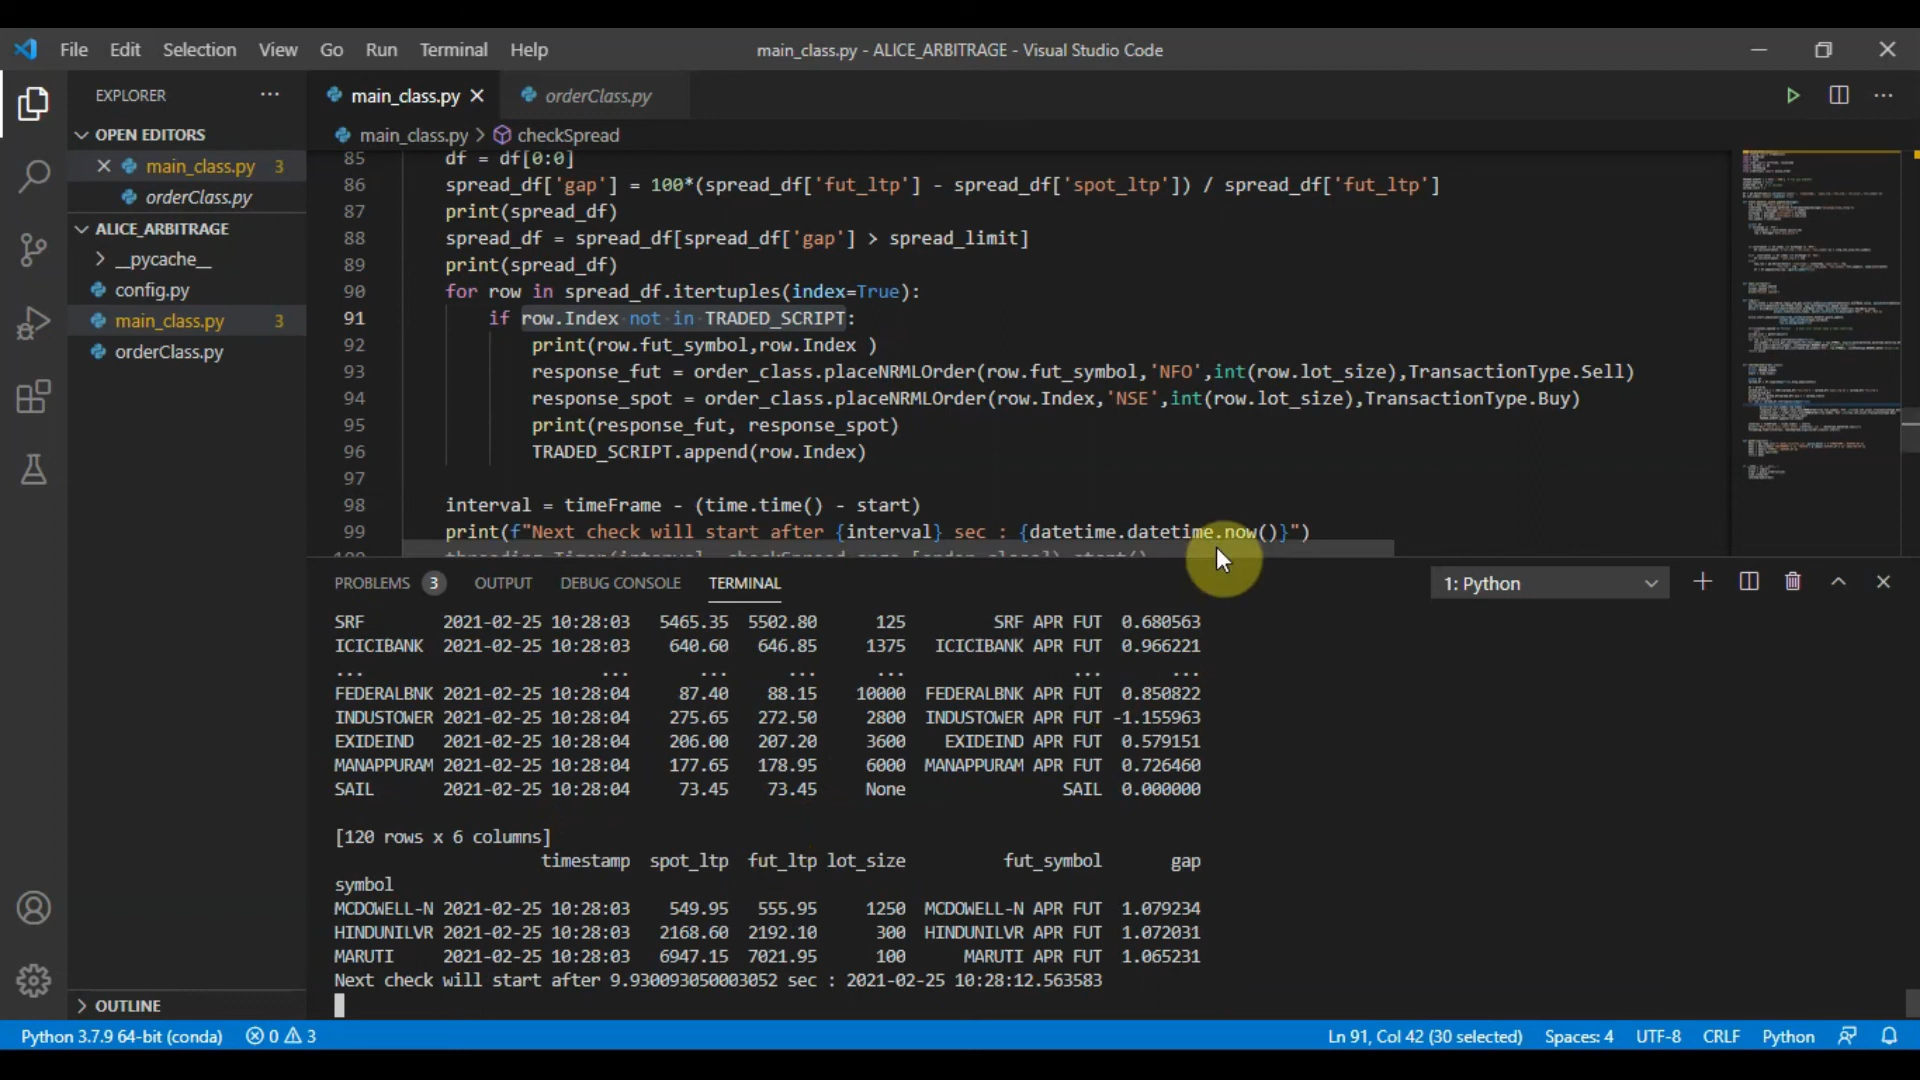 File Edit Selection View Go Run Terminal Help
main_class.py - ALICE_ARBITRAGE - Visual Studio Code
EXPLORER
OPEN EDITORS
main_class.py 3
orderClass.py
ALICE_ARBITRAGE
__pycache__
config.py
main_class.py 3
orderClass.py
OUTLINE
main_class.py
orderClass.py
main_class.py > checkSpread
85 df = df[0:0]
86 spread_df['gap'] = 100*(spread_df['fut_ltp'] - spread_df['spot_ltp']) / spread_df['fut_ltp']
87 print(spread_df)
88 spread_df = spread_df[spread_df['gap'] > spread_limit]
89 print(spread_df)
90 for row in spread_df.itertuples(index=True):
91 if row.Index not in TRADED_SCRIPT:
92 print(row.fut_symbol,row.Index )
93 response_fut = order_class.placeNRMLOrder(row.fut_symbol,'NFO',int(row.lot_size),TransactionType.Sell)
94 response_spot = order_class.placeNRMLOrder(row.Index,'NSE',int(row.lot_size),TransactionType.Buy)
95 print(response_fut, response_spot)
96 TRADED_SCRIPT.append(row.Index)
97
98 interval = timeFrame - (time.time() - start)
99 print(f"Next check will start after {interval} sec : {datetime.datetime.now()}")
PROBLEMS 3 OUTPUT DEBUG CONSOLE TERMINAL
1: Python
SRF 2021-02-25 10:28:03 5465.35 5502.80 125 SRF APR FUT 0.680563
ICICIBANK 2021-02-25 10:28:03 640.60 646.85 1375 ICICIBANK APR FUT 0.966221
... ... ... ... ... ... ...
FEDERALBNK 2021-02-25 10:28:04 87.40 88.15 10000 FEDERALBNK APR FUT 0.850822
INDUSTOWER 2021-02-25 10:28:04 275.65 272.50 2800 INDUSTOWER APR FUT -1.155963
EXIDEIND 2021-02-25 10:28:04 206.00 207.20 3600 EXIDEIND APR FUT 0.579151
MANAPPURAM 2021-02-25 10:28:04 177.65 178.95 6000 MANAPPURAM APR FUT 0.726460
SAIL 2021-02-25 10:28:04 73.45 73.45 None SAIL 0.000000
[120 rows x 6 columns]
timestamp spot_ltp fut_ltp lot_size fut_symbol gap
symbol
MCDOWELL-N 2021-02-25 10:28:03 549.95 555.95 1250 MCDOWELL-N APR FUT 1.079234
HINDUNILVR 2021-02-25 10:28:03 2168.60 2192.10 300 HINDUNILVR APR FUT 1.072031
MARUTI 2021-02-25 10:28:03 6947.15 7021.95 100 MARUTI APR FUT 1.065231
Next check will start after 9.930093050003052 sec : 2021-02-25 10:28:12.563583
Python 3.7.9 64-bit (conda) 0 3
Ln 91, Col 42 (30 selected) Spaces: 4 UTF-8 CRLF Python